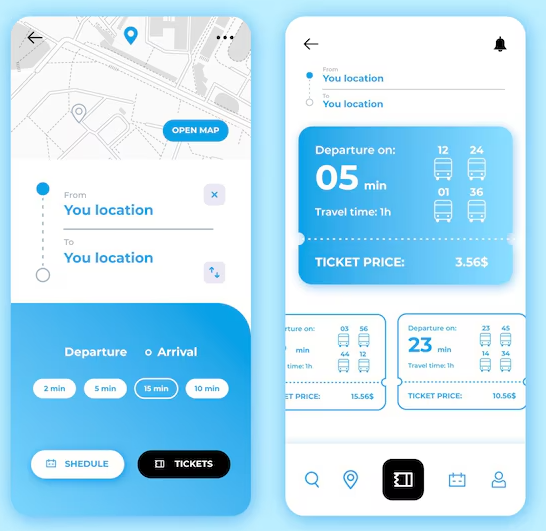 OPEN MAP
From
You location
To
You location
Departure Arrival
2 min 5 min 15 min 10 min
SHEDULE TICKETS
From
You location
To
You location
Departure on: 12 24
05 min
01 36
Travel time: 1h
TICKET PRICE: 3.56$
rture on: 03 56
min
44 12
time: 1h
PRICE: 15.56$
Departure on: 23 45
23 min
14 34
Travel time: 1h
TICKET PRICE: 10.56$